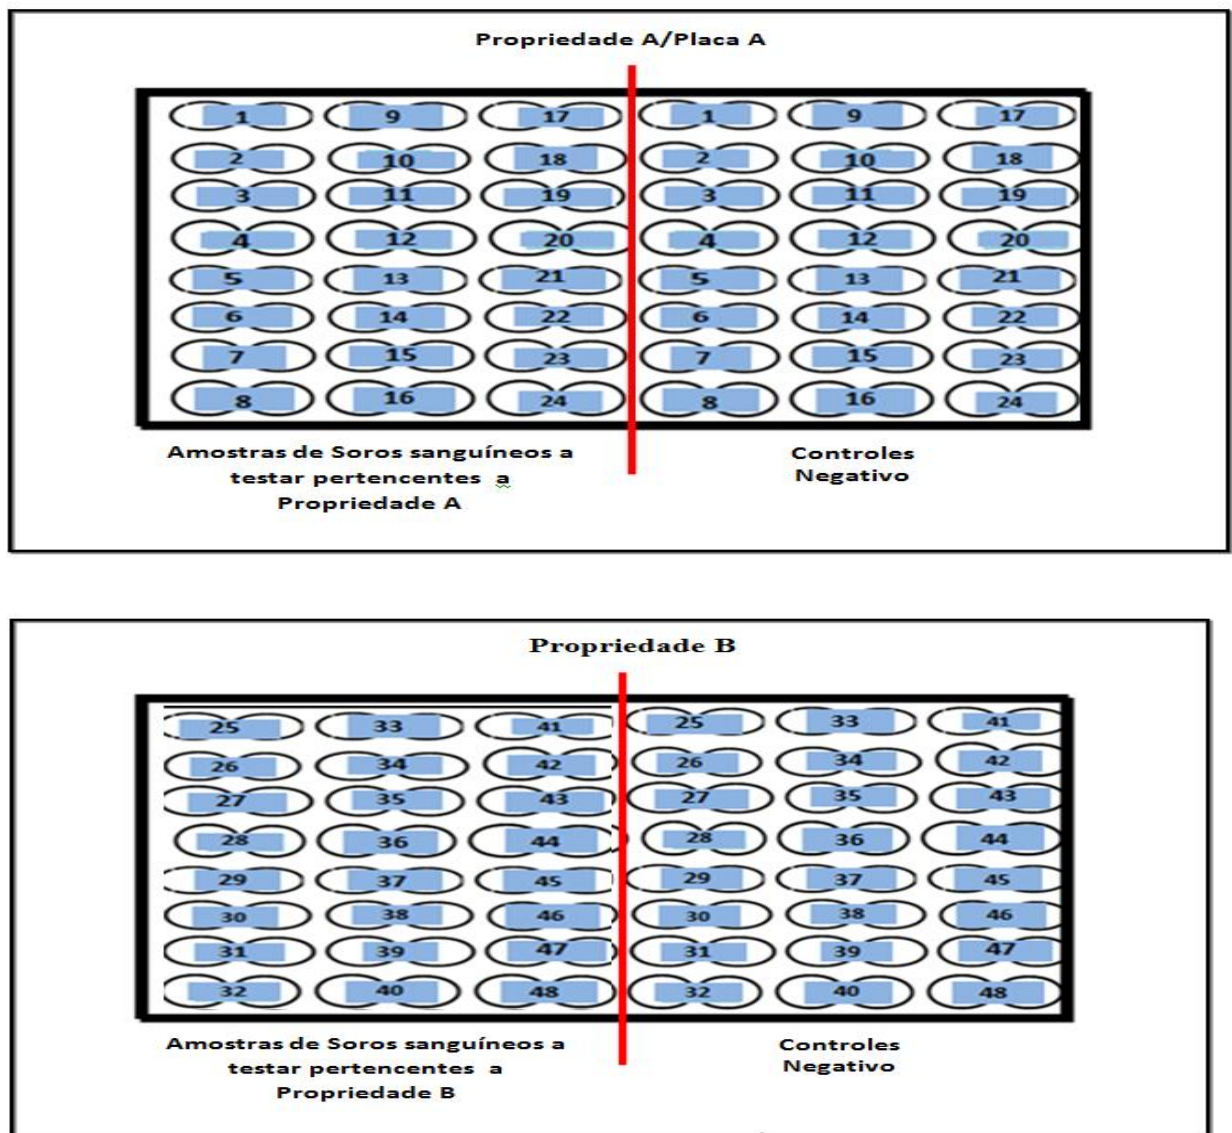 Propriedade A/Placa A
1 9 17 1 9 17
2 10 18 2 10 18
3 11 19 3 11 19
4 12 20 4 12 20
5 13 21 5 13 21
6 14 22 6 14 22
7 15 23 7 15 23
8 16 24 8 16 24
Amostras de Soros sanguíneos a
testar pertencentes a
Propriedade A
Controles
Negativo
Propriedade B
25 33 41 25 33 41
26 34 42 26 34 42
27 35 43 27 35 43
28 36 44 28 36 44
29 37 45 29 37 45
30 38 46 30 38 46
31 39 47 31 39 47
32 40 48 32 40 48
Amostras de Soros sanguíneos a
testar pertencentes a
Propriedade B
Controles
Negativo